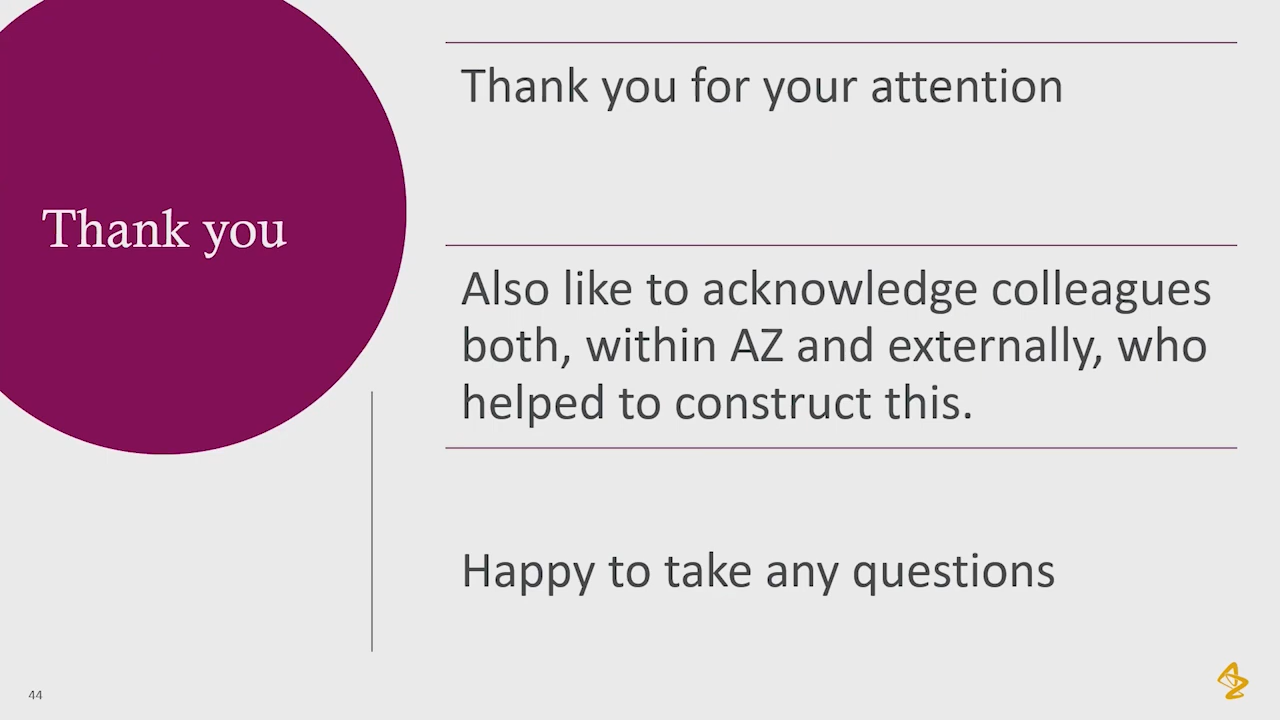 Thank you
Thank you for your attention
Also like to acknowledge colleagues
both, within AZ and externally, who
helped to construct this.
Happy to take any questions
44